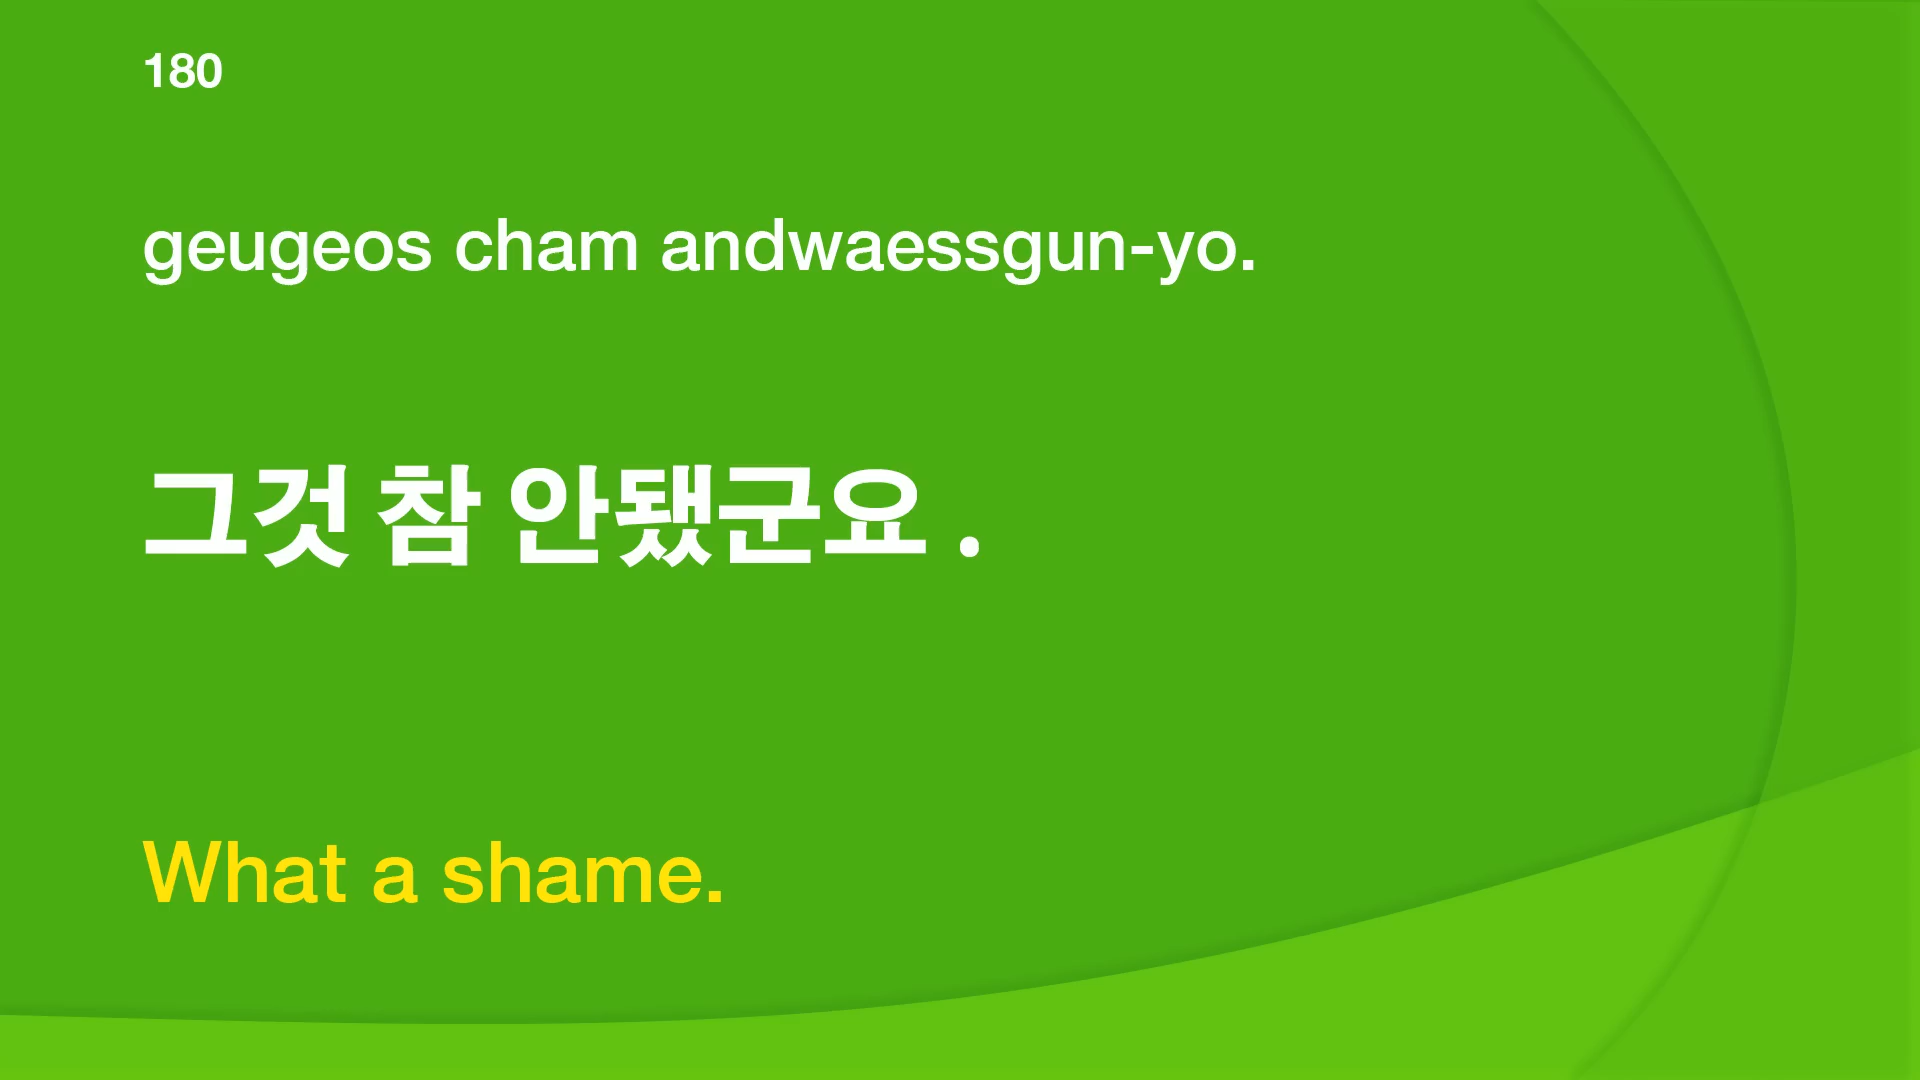 180
geugeos cham andwaessgun-yo.
그것 참 안됐군요 .
What a shame.